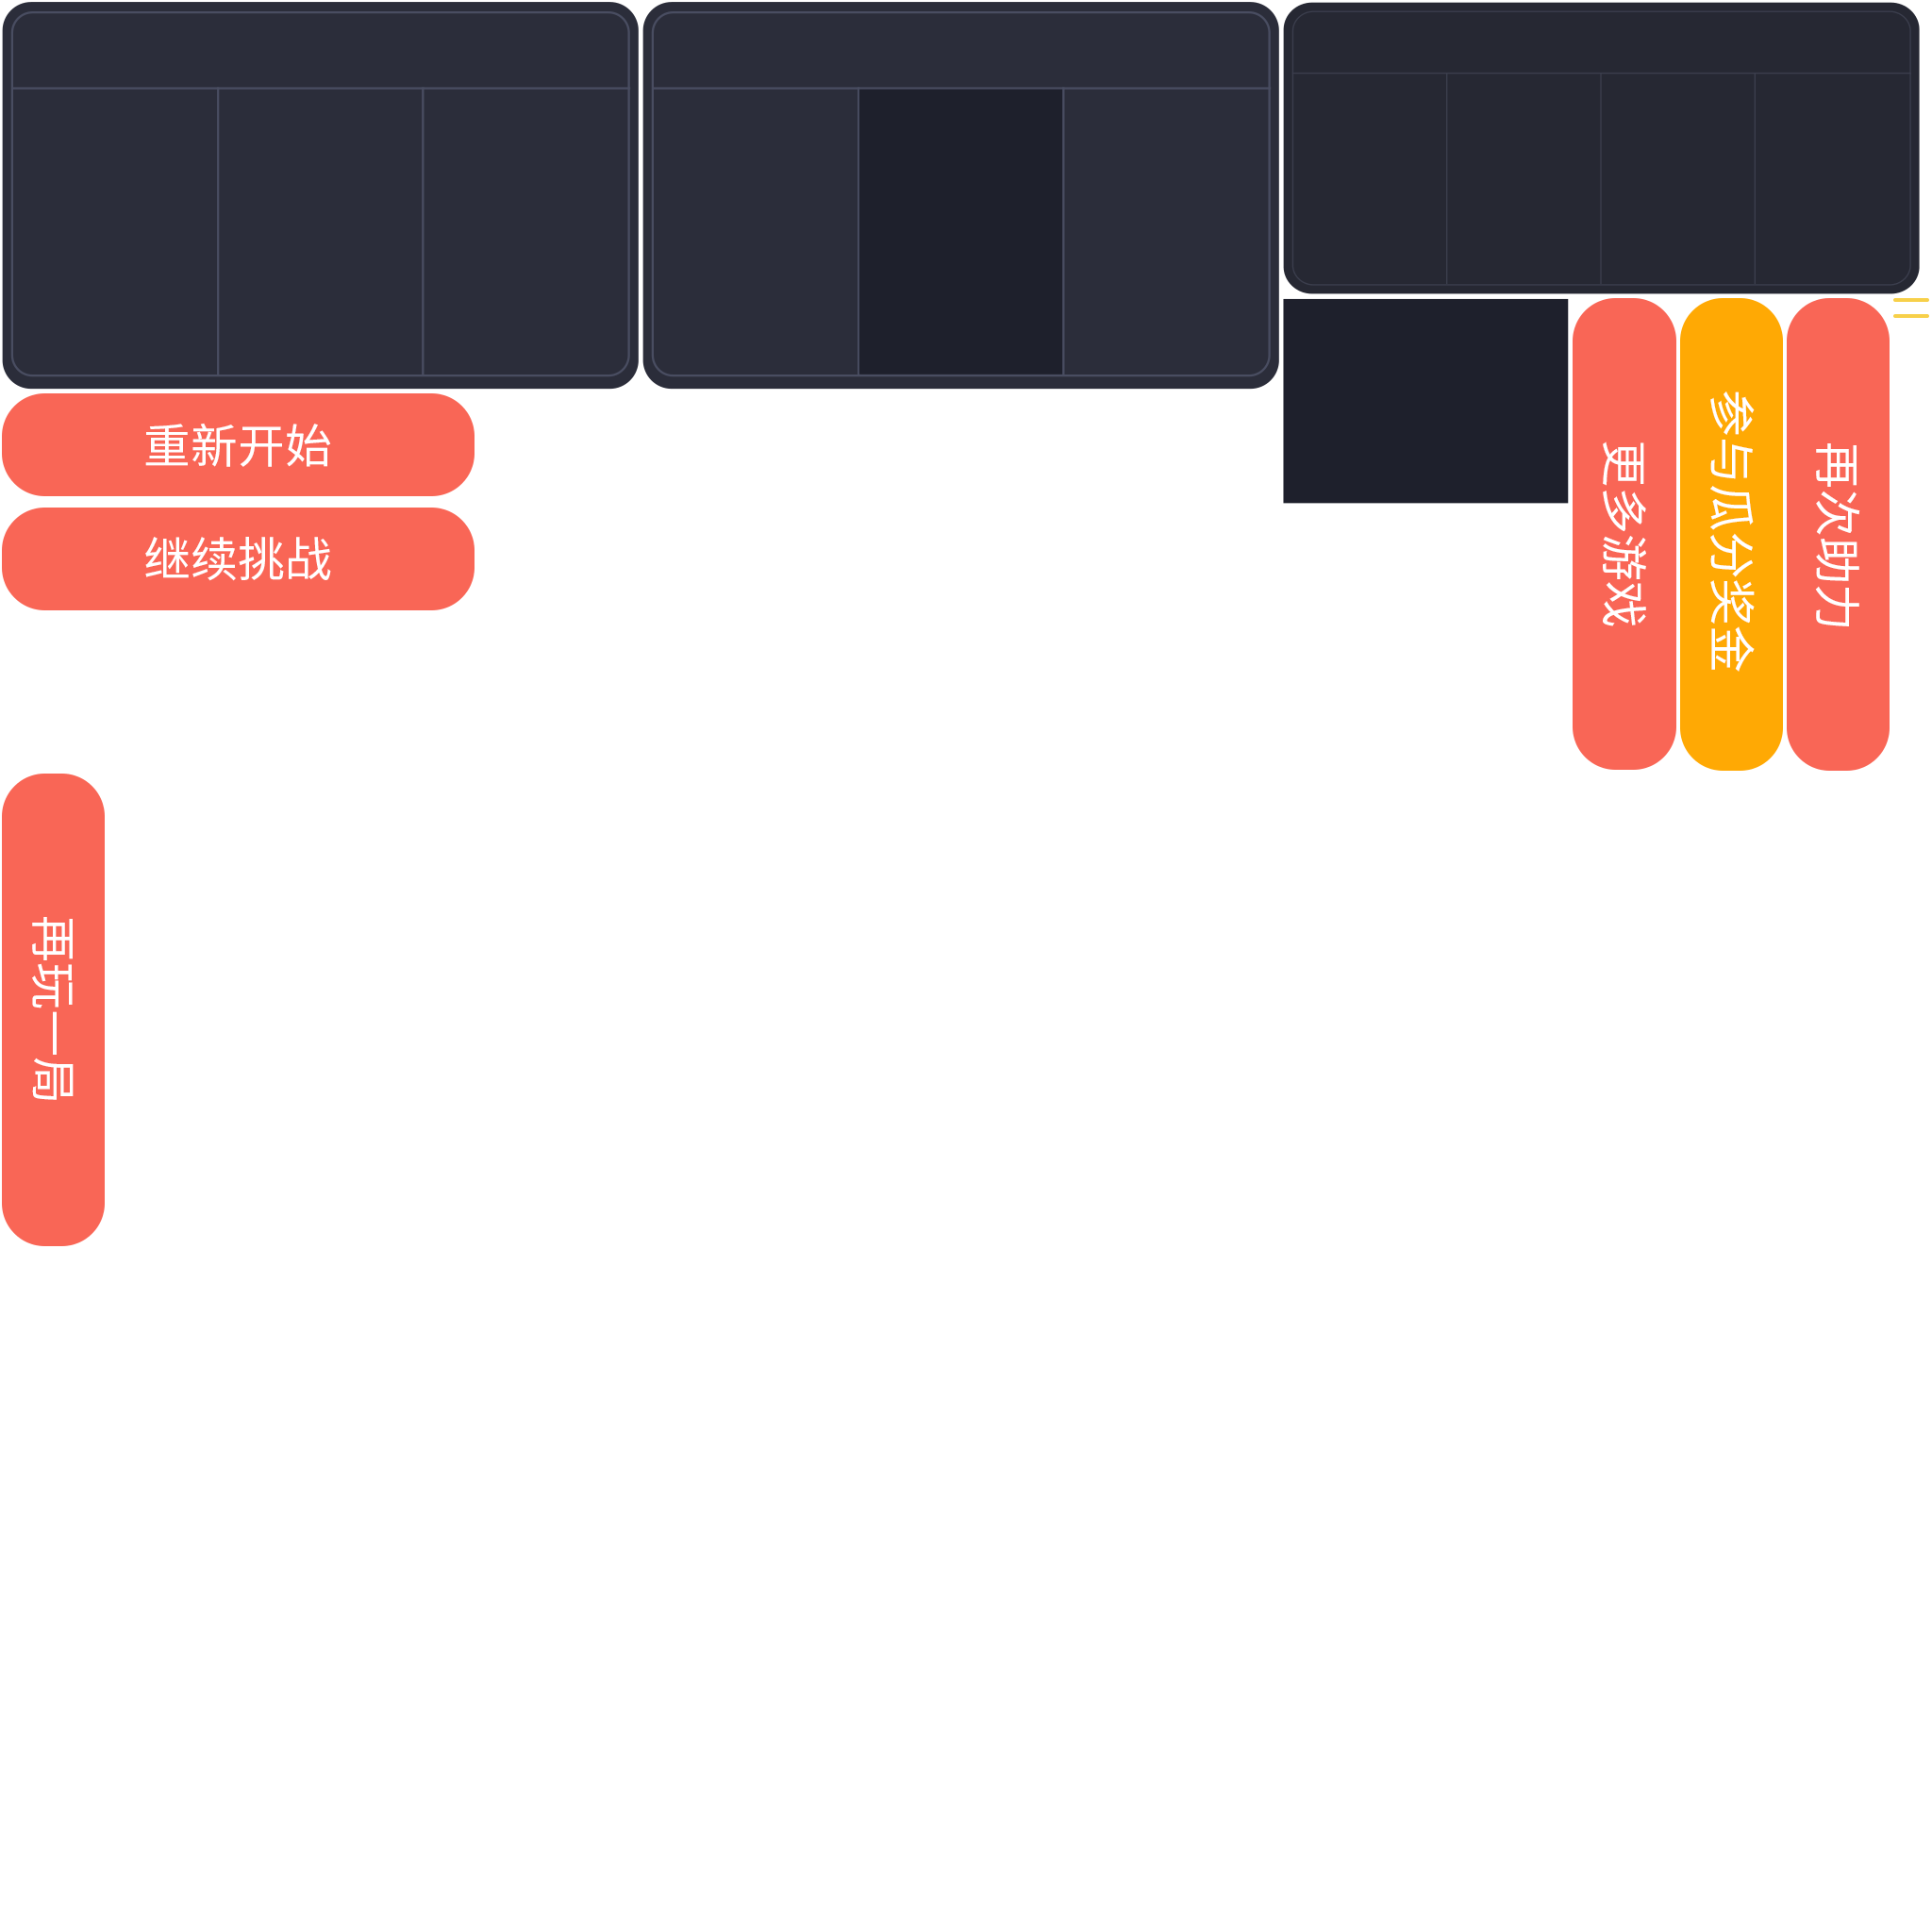 重新开始
继续挑战
更多游戏
参与瓜分奖金
再次助力
再玩一局